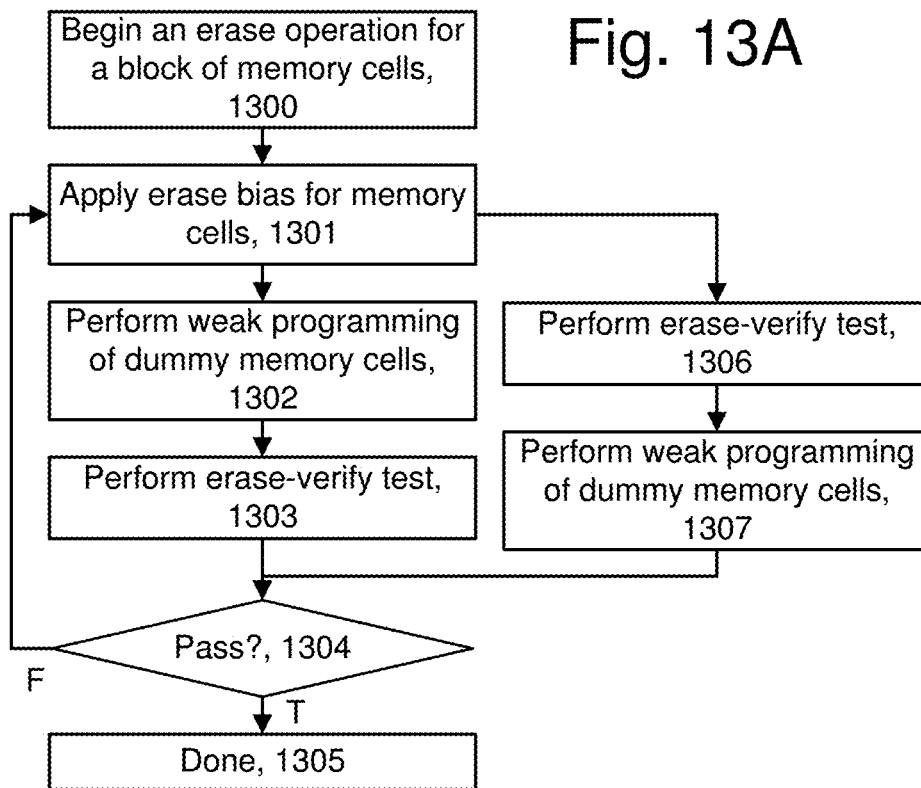 Fig. 13A
Begin an erase operation for
a block of memory cells,
1300
Apply erase bias for memory
cells, 1301
Perform weak programming
of dummy memory cells,
1302
Perform erase-verify test,
1303
Perform erase-verify test,
1306
Perform weak programming
of dummy memory cells,
1307
Pass?, 1304
F
T
Done, 1305